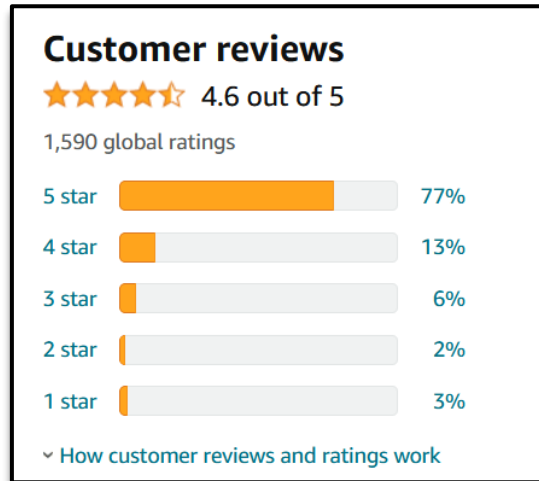 Customer reviews
4.6 out of 5
1,590 global ratings
5 star 77%
4 star 13%
3 star 6%
2 star 2%
1 star 3%
How customer reviews and ratings work